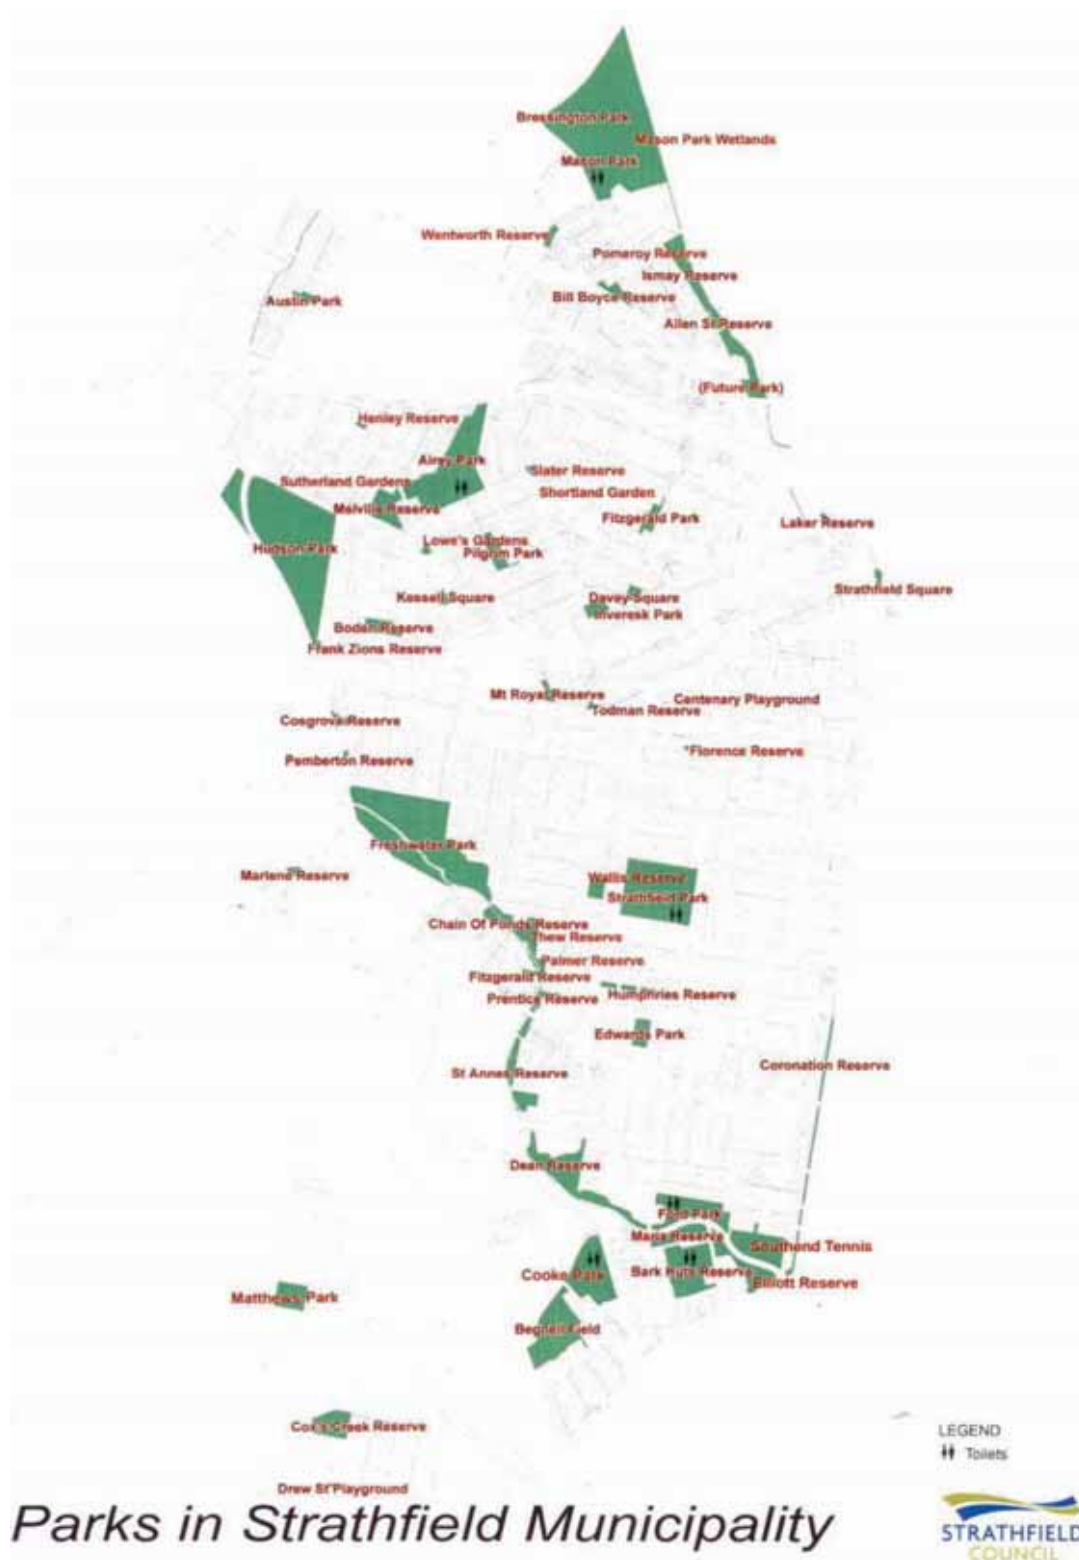 Bressington Park
Mason Park Wetlands
Mason Park
Wentworth Reserve
Pomeroy Reserve
Ismay Reserve
Bill Boyce Reserve
Austin Park
Allen St Reserve
(Future Park)
Henley Reserve
Airey Park
Slater Reserve
Sutherland Gardens
Shortland Garden
Melville Reserve
Fitzgerald Park
Laker Reserve
Lowe's Gardens
Hudson Park
Pilgrim Park
Strathfield Square
Kessell Square
Davey Square
Inveresk Park
Boden Reserve
Frank Zions Reserve
Mt Royal Reserve
Centenary Playground
Todman Reserve
Cosgrove Reserve
Florence Reserve
Pemberton Reserve
Freshwater Park
Marlene Reserve
Wallis Reserve
Strathfield Park
Chain Of Ponds Reserve
Thew Reserve
Palmer Reserve
Fitzgerald Reserve
Prentice Reserve
Humphries Reserve
Edwards Park
Coronation Reserve
St Annes Reserve
Dean Reserve
Ford Park
Maria Reserve
Southend Tennis
Cooke Park
Bark Huts Reserve
Elliott Reserve
Matthews Park
Begnell Field
Cox's Creek Reserve
LEGEND
Toilets
Drew St Playground
Parks in Strathfield Municipality
STRATHFIELD
COUNCIL